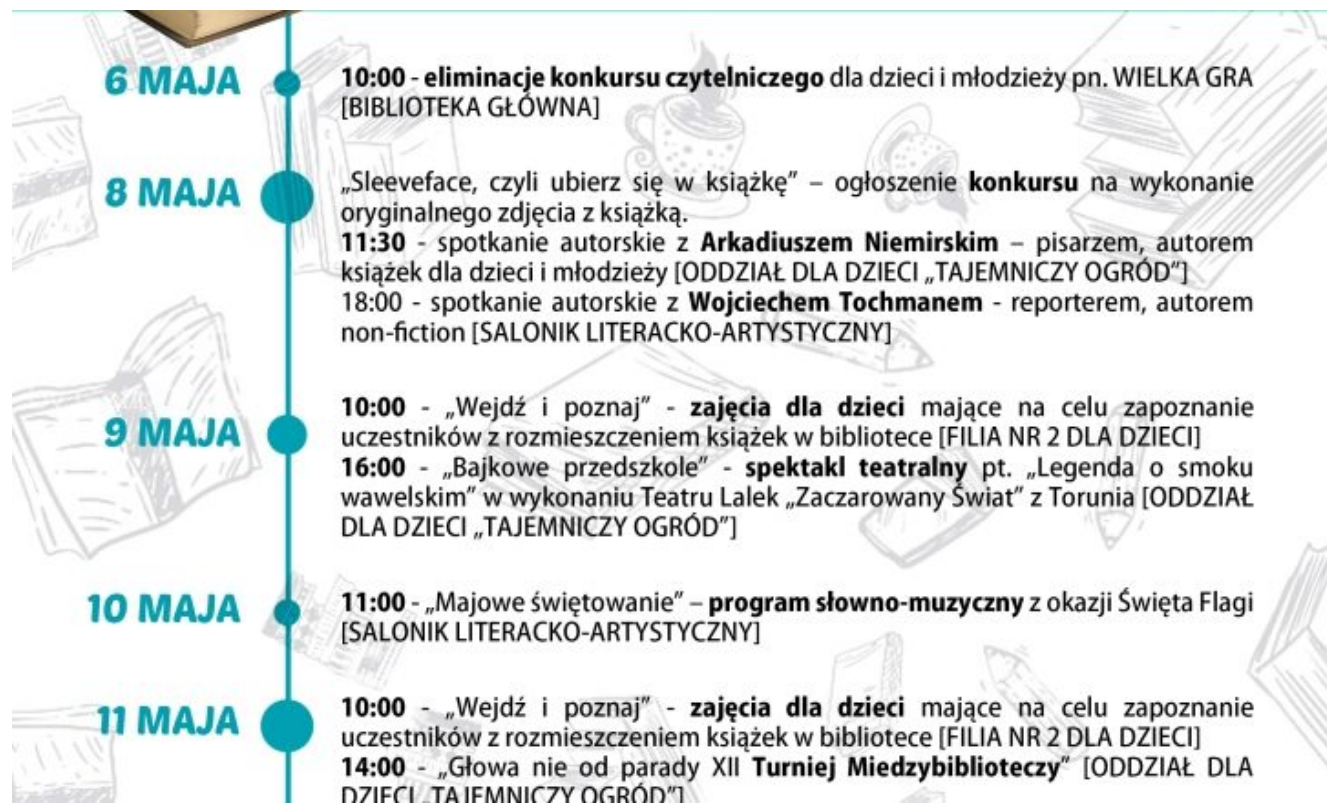 6 MAJA
10:00 - eliminacje konkursu czytelniczego dla dzieci i młodzieży pn. WIELKA GRA
[BIBLIOTEKA GŁÓWNA]
8 MAJA
„Sleeveface, czyli ubierz się w książkę” – ogłoszenie konkursu na wykonanie
oryginalnego zdjęcia z książką.
11:30 - spotkanie autorskie z Arkadiuszem Niemirskim – pisarzem, autorem
książek dla dzieci i młodzieży [ODDZIAŁ DLA DZIECI „TAJEMNICZY OGRÓD”]
18:00 - spotkanie autorskie z Wojciechem Tochmanem - reporterem, autorem
non-fiction [SALONIK LITERACKO-ARTYSTYCZNY]
9 MAJA
10:00 - „Wejdź i poznaj” - zajęcia dla dzieci mające na celu zapoznanie
uczestników z rozmieszczeniem książek w bibliotece [FILIA NR 2 DLA DZIECI]
16:00 - „Bajkowe przedszkole” - spektakl teatralny pt. „Legenda o smoku
wawelskim” w wykonaniu Teatru Lalek „Zaczarowany Świat” z Torunia [ODDZIAŁ
DLA DZIECI „TAJEMNICZY OGRÓD”]
10 MAJA
11:00 - „Majowe świętowanie” – program słowno-muzyczny z okazji Święta Flagi
[SALONIK LITERACKO-ARTYSTYCZNY]
11 MAJA
10:00 - „Wejdź i poznaj” - zajęcia dla dzieci mające na celu zapoznanie
uczestników z rozmieszczeniem książek w bibliotece [FILIA NR 2 DLA DZIECI]
14:00 - „Głowa nie od parady XII Turniej Miedzybiblioteczy” [ODDZIAŁ DLA
DZIECI „TAJEMNICZY OGRÓD”]